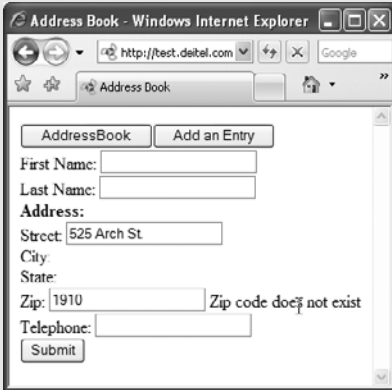 Address Book - Windows Internet Explorer
http://test.deitel.com
Google
Address Book
»
AddressBook Add an Entry
First Name:
Last Name:
Address:
Street: 525 Arch St.
City:
State:
Zip: 1910 Zip code does not exist
Telephone:
Submit